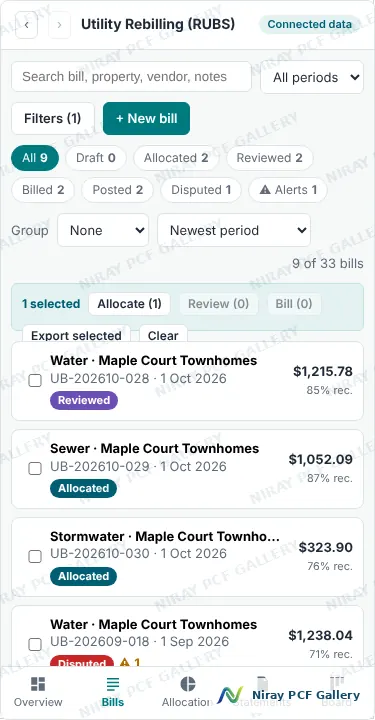 ‹ › Utility Rebilling (RUBS) Connected data
Search bill, property, vendor, notes All periods
Filters (1) + New bill
All 9 Draft 0 Allocated 2 Reviewed 2
Billed 2 Posted 2 Disputed 1 ⚠ Alerts 1
Group None Newest period
9 of 33 bills
1 selected Allocate (1) Review (0) Bill (0)
Export selected Clear
Water · Maple Court Townhomes
UB-202610-028 · 1 Oct 2026
$1,215.78
85% rec.
Reviewed
Sewer · Maple Court Townhomes
UB-202610-029 · 1 Oct 2026
$1,052.09
87% rec.
Allocated
Stormwater · Maple Court Townho...
UB-202610-030 · 1 Oct 2026
$323.90
76% rec.
Allocated
Water · Maple Court Townhomes
UB-202609-018 · 1 Sep 2026
$1,238.04
71% rec.
Disputed ⚠ 1
Overview Bills Allocation Statements Board
Niray PCF Gallery
NIRAY PCF GALLERY